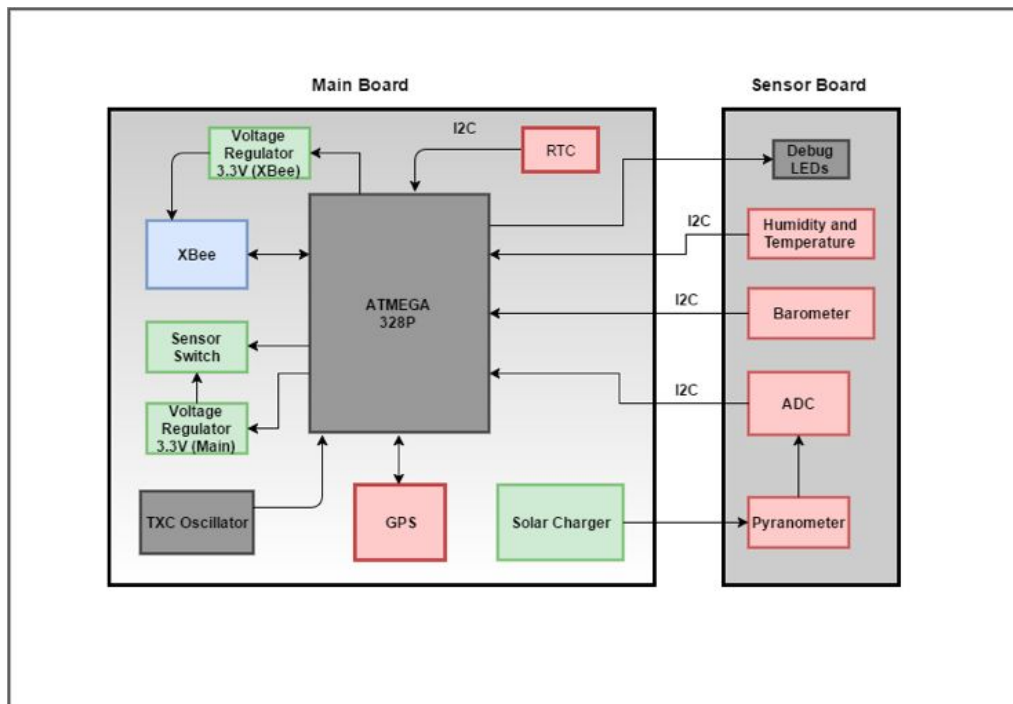 Main Board
Sensor Board
Voltage
Regulator
3.3V (XBee)
I2C
RTC
Debug
LEDs
XBee
I2C
Humidity and
Temperature
ATMEGA
328P
I2C
Barometer
Sensor
Switch
I2C
ADC
Voltage
Regulator
3.3V (Main)
TXC Oscillator
GPS
Solar Charger
Pyranometer